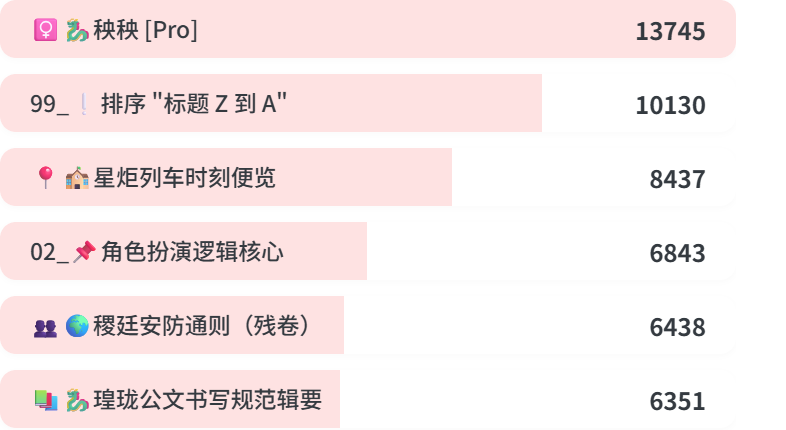 ♀️ 🐉秧秧 [Pro] 13745
99_❕ 排序 "标题 Z 到 A" 10130
📍 🏫星炬列车时刻便览 8437
02_📌角色扮演逻辑核心 6843
👥 🌍稷廷安防通则（残卷） 6438
📚 🐉瑝珑公文书写规范辑要 6351